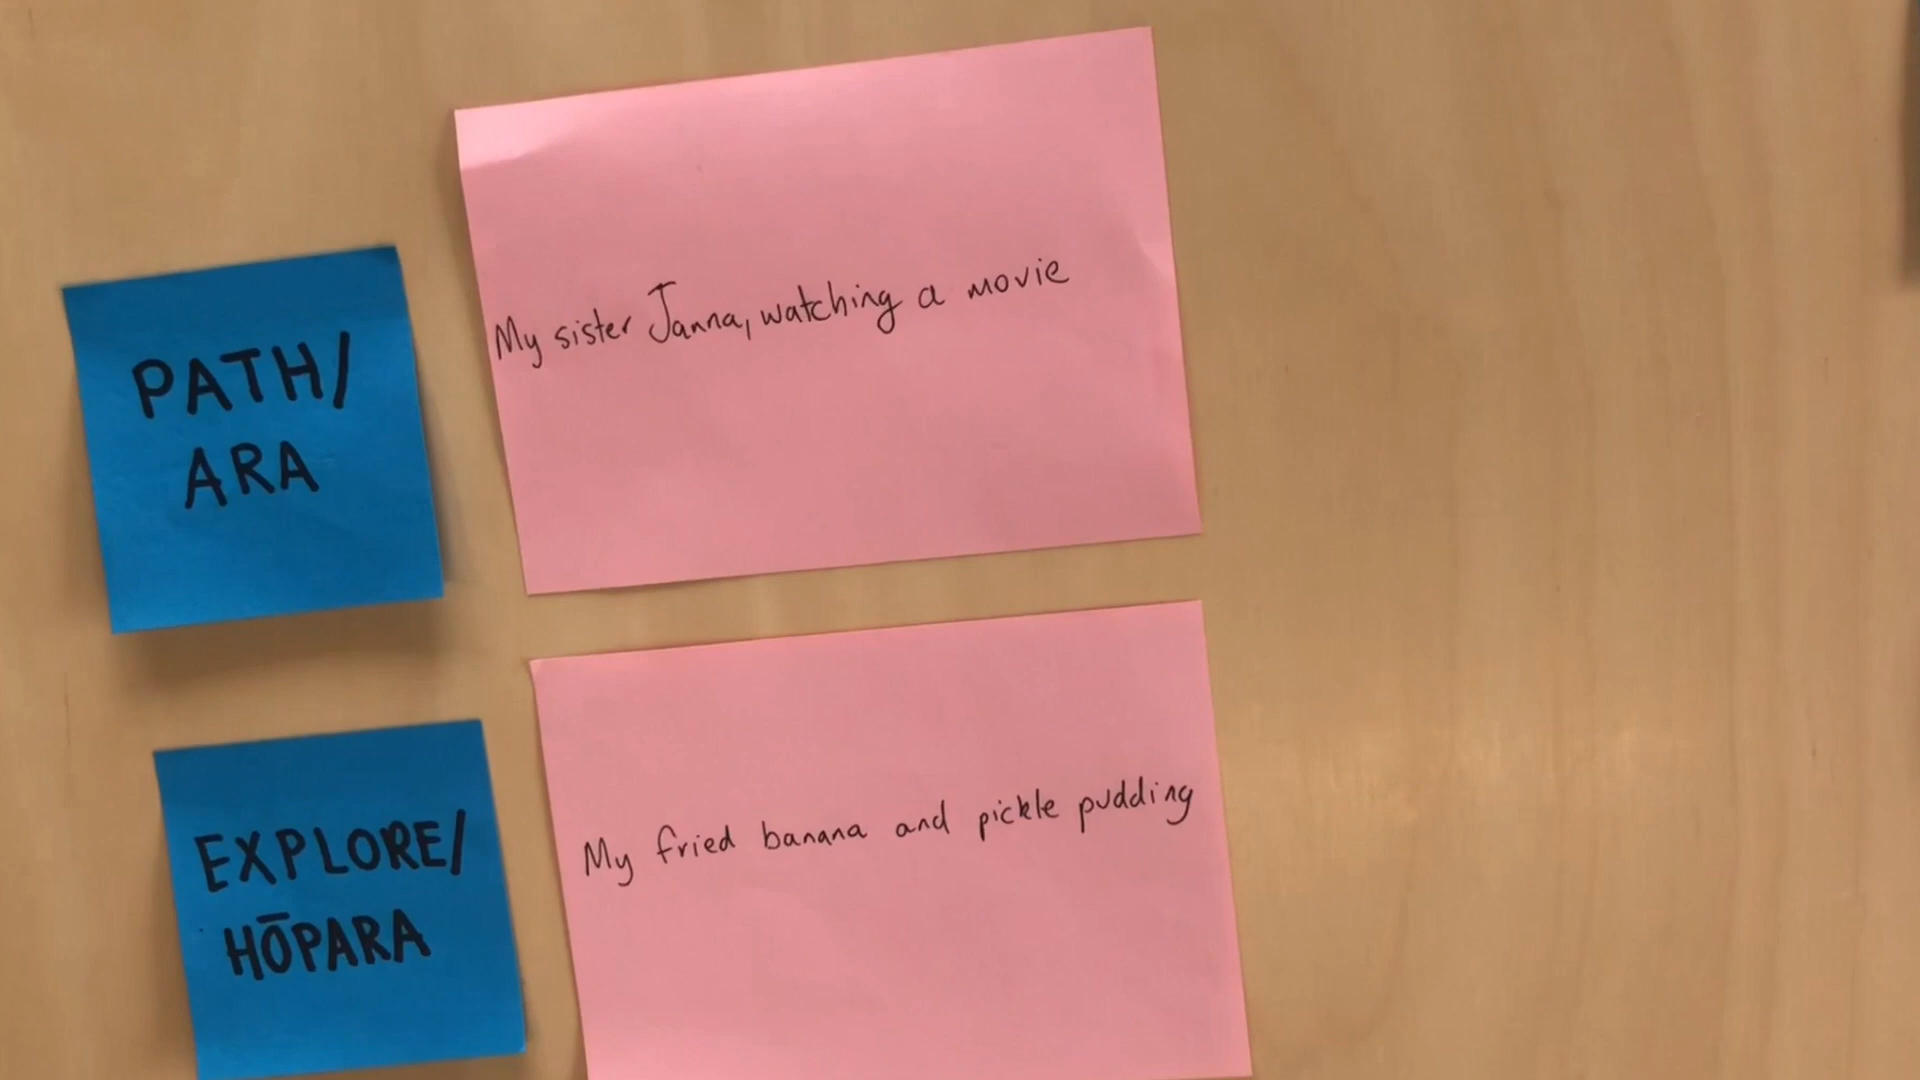 PATH/
ARA
My sister Janna, watching a movie
EXPLORE/
HŌPARA
My fried banana and pickle pudding